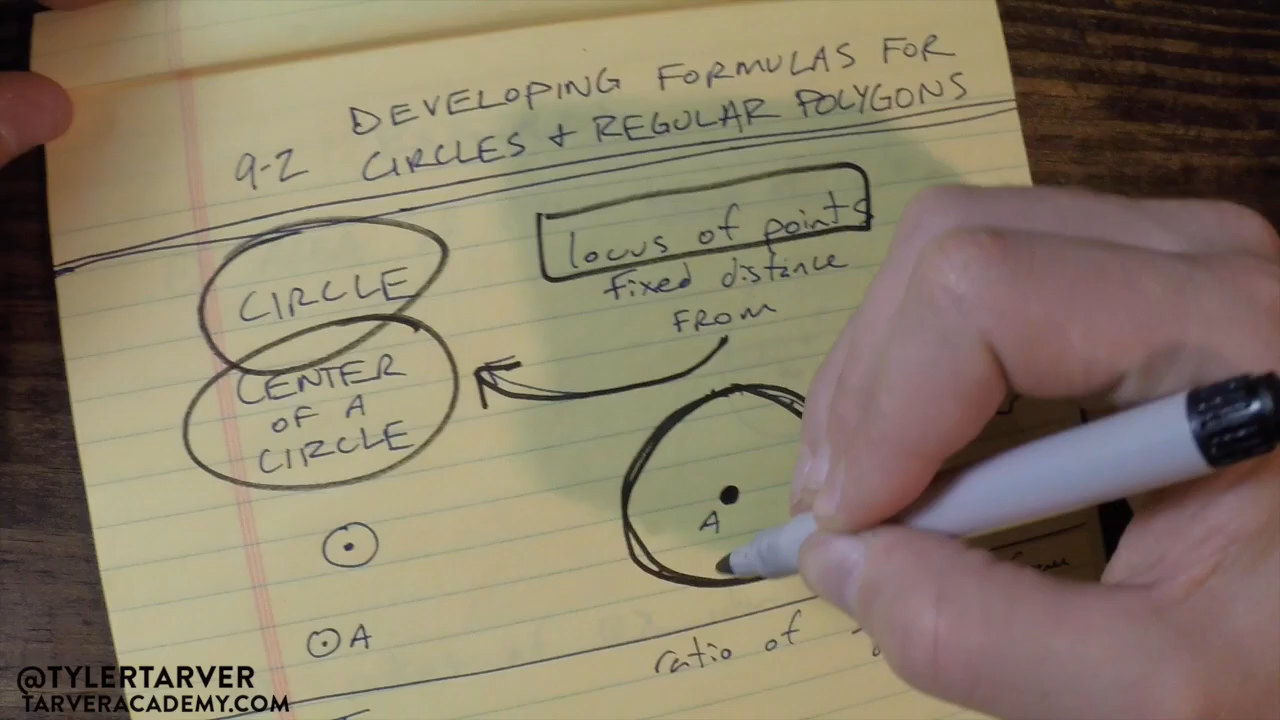 DEVELOPING FORMULAS FOR
9-2 CIRCLES + REGULAR POLYGONS
locus of points
fixed distance
FROM
CIRCLE
CENTER
OF A
CIRCLE
A
⊙A
ratio of
@TYLERTARVER
TARVERACADEMY.COM